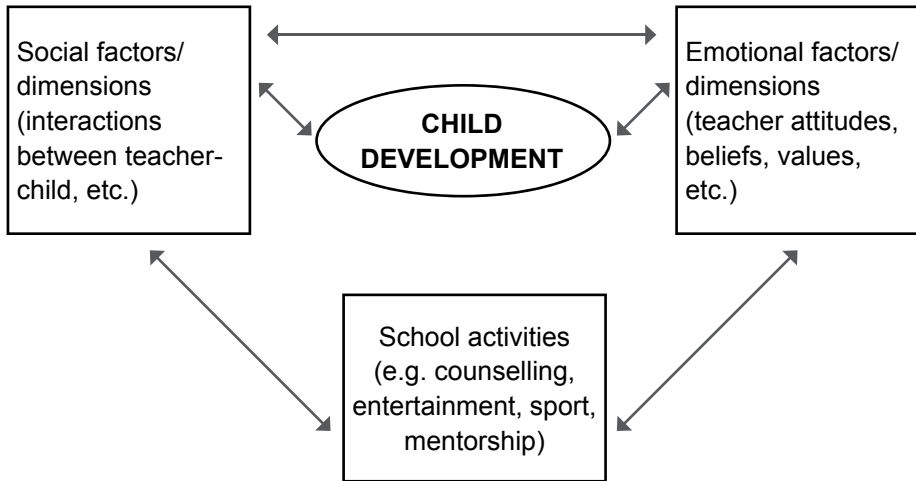 Social factors/
dimensions
(interactions
between teacher-
child, etc.)
CHILD
DEVELOPMENT
Emotional factors/
dimensions
(teacher attitudes,
beliefs, values,
etc.)
School activities
(e.g. counselling,
entertainment, sport,
mentorship)